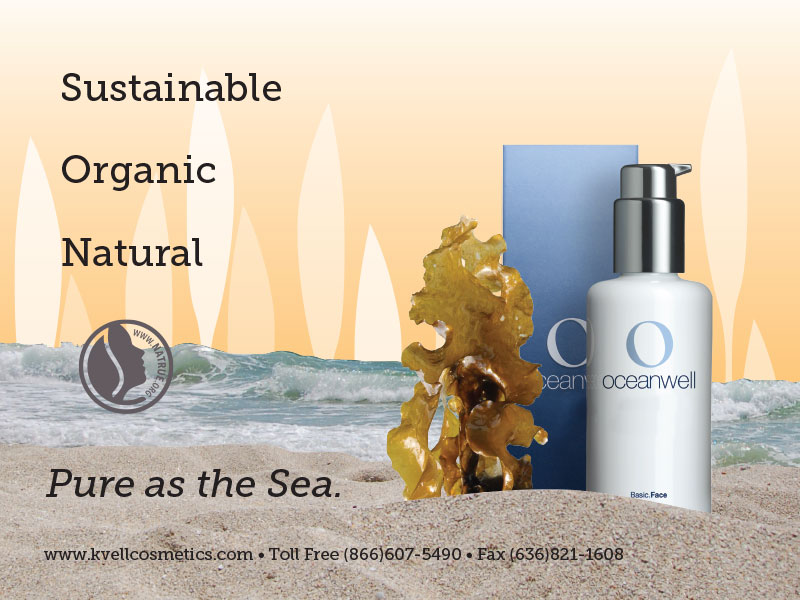 Sustainable
Organic
Natural
WWW.NATRUE.ORG
O
ceanw
O
oceanwell
Basic.Face
Pure as the Sea.
www.kvellcosmetics.com • Toll Free (866)607-5490 • Fax (636)821-1608